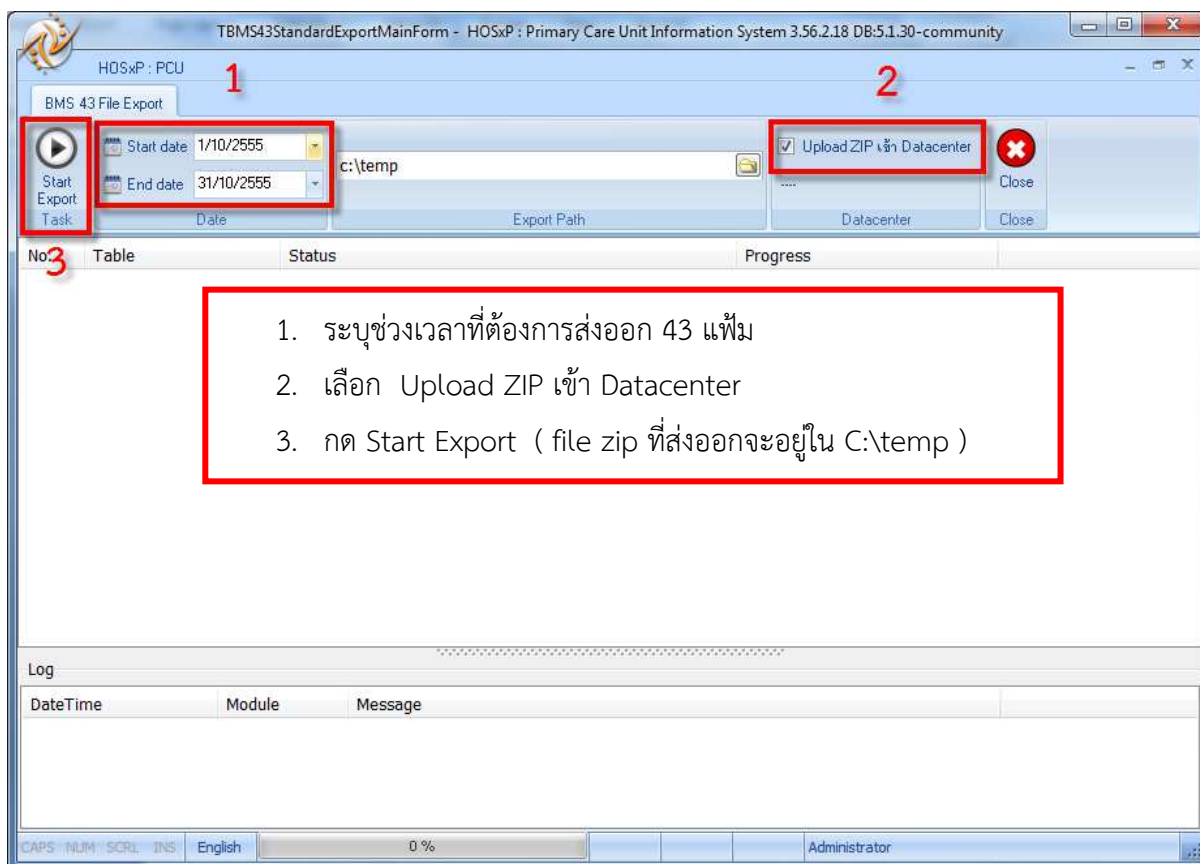 TBMS43StandardExportMainForm - HOSxP : Primary Care Unit Information System 3.56.2.18 DB:5.1.30-community
HOSxP : PCU
1
2
BMS 43 File Export
Start date 1/10/2555
End date 31/10/2555
c:\temp
Upload ZIP เข้า Datacenter
----
Start
Export
Close
Task
Date
Export Path
Datacenter
Close
3
No.
Table
Status
Progress
1. ระบุช่วงเวลาที่ต้องการส่งออก 43 แฟ้ม
2. เลือก Upload ZIP เข้า Datacenter
3. กด Start Export ( file zip ที่ส่งออกจะอยู่ใน C:\temp )
Log
DateTime
Module
Message
CAPS NUM SCRL INS
English
0 %
Administrator